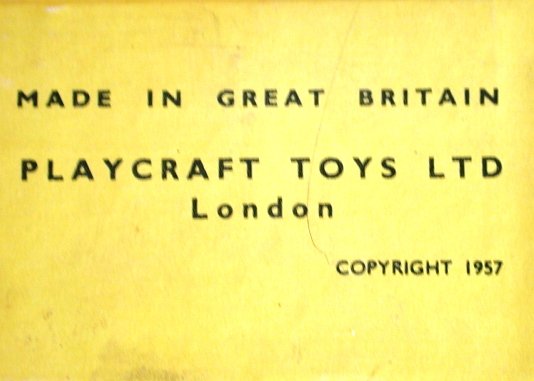 MADE IN GREAT BRITAIN
PLAYCRAFT TOYS LTD
London
COPYRIGHT 1957